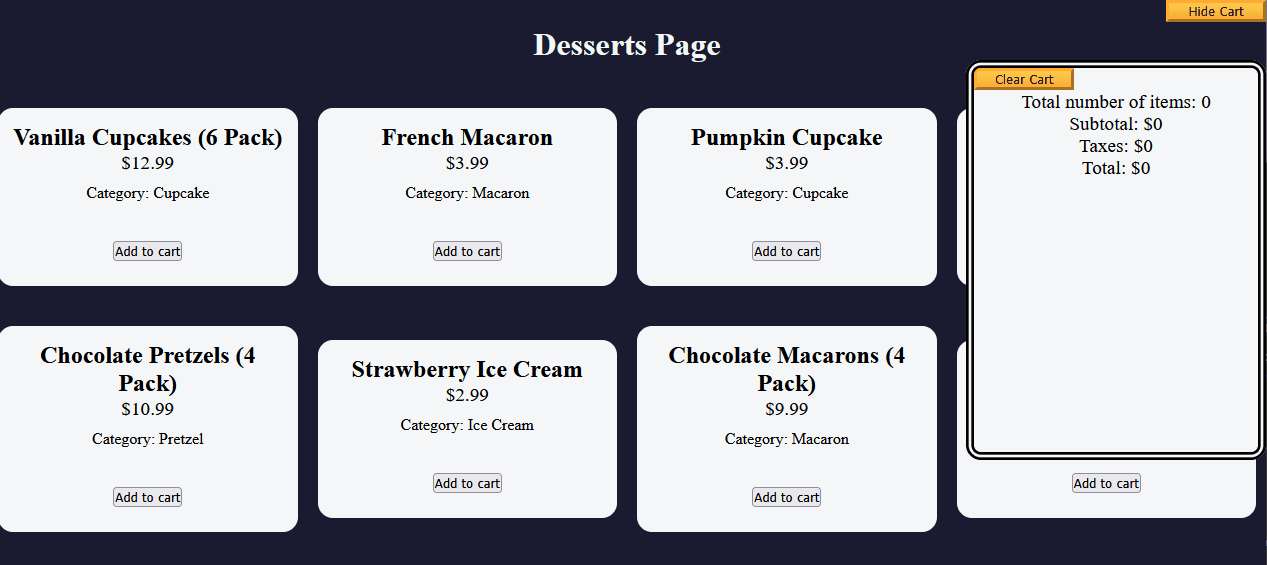 Hide Cart
Desserts Page
Clear Cart
Total number of items: 0
Subtotal: $0
Taxes: $0
Total: $0
Vanilla Cupcakes (6 Pack)
$12.99
Category: Cupcake
Add to cart
French Macaron
$3.99
Category: Macaron
Add to cart
Pumpkin Cupcake
$3.99
Category: Cupcake
Add to cart
Chocolate Pretzels (4
Pack)
$10.99
Category: Pretzel
Add to cart
Strawberry Ice Cream
$2.99
Category: Ice Cream
Add to cart
Chocolate Macarons (4
Pack)
$9.99
Category: Macaron
Add to cart
Add to cart